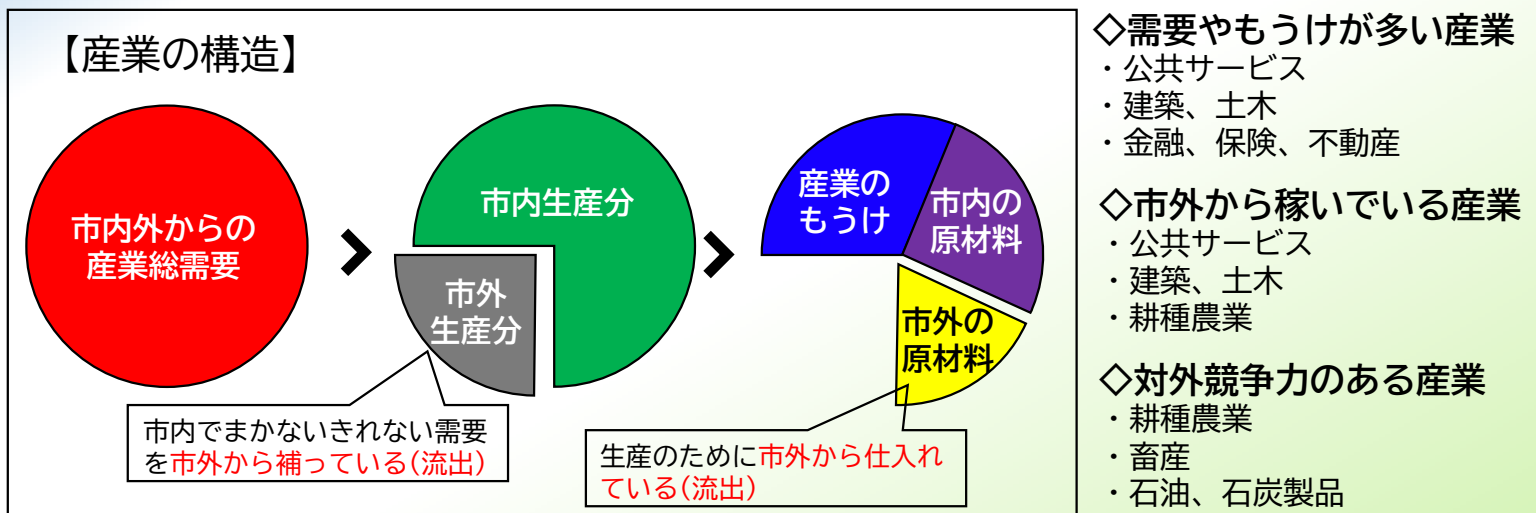 【産業の構造】
市内外からの
産業総需要
市内生産分
市外
生産分
産業の
もうけ
市内の
原材料
市外の
原材料
市内でまかないきれない需要
を市外から補っている(流出)
生産のために市外から仕入れ
ている(流出)
◇需要やもうけが多い産業
・公共サービス
・建築、土木
・金融、保険、不動産
◇市外から稼いでいる産業
・公共サービス
・建築、土木
・耕種農業
◇対外競争力のある産業
・耕種農業
・畜産
・石油、石炭製品